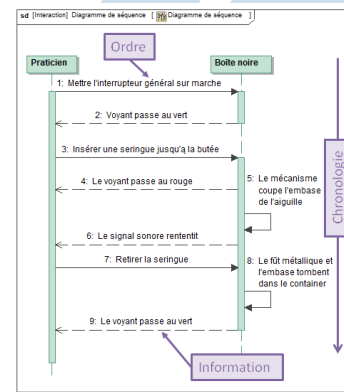 sd [Interaction] Diagramme de séquence [ Diagramme de séquence ]
Ordre
Praticien
Boîte noire
1: Mettre l'interrupteur général sur marche
2: Voyant passe au vert
3: Insérer une seringue jusqu'à la butée
4: Le voyant passe au rouge
5: Le mécanisme
coupe l'embase
de l'aiguille
6: Le signal sonore rententit
7: Retirer la seringue
8: Le fût métallique et
l'embase tombent
dans le container
9: Le voyant passe au vert
Information
Chronologie